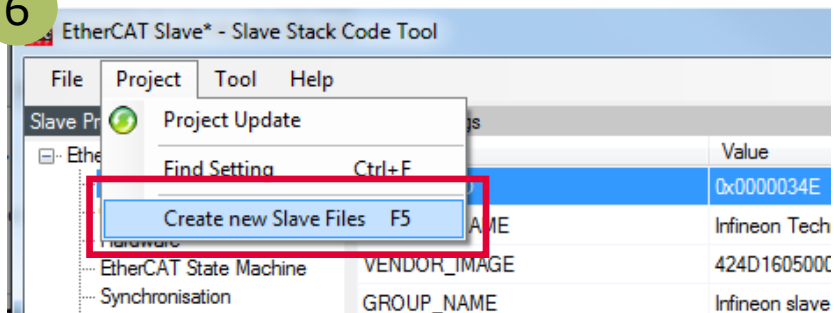 6
EtherCAT Slave* - Slave Stack Code Tool
File Project Tool Help
Slave Pr
Project Update
Value
Find Setting Ctrl+F
0x0000034E
Create new Slave Files F5
AME
Infineon Tech
Hardware
EtherCAT State Machine
VENDOR_IMAGE
424D1605000
Synchronisation
GROUP_NAME
Infineon slave